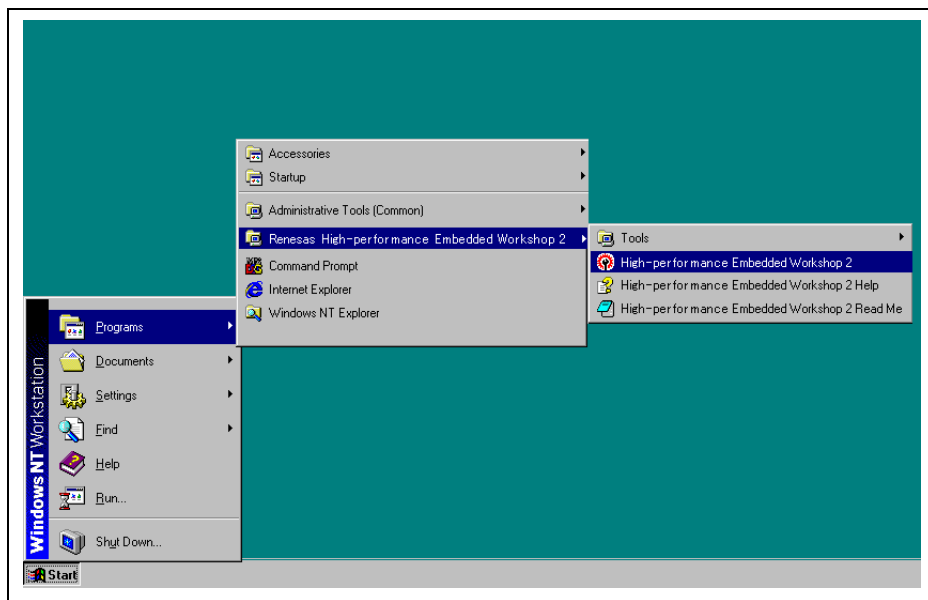 Accessories
Startup
Administrative Tools (Common)
Renesas High-performance Embedded Workshop 2
Command Prompt
Internet Explorer
Windows NT Explorer
Tools
High-performance Embedded Workshop 2
High-performance Embedded Workshop 2 Help
High-performance Embedded Workshop 2 Read Me
Programs
Documents
Settings
Find
Help
Run...
Shut Down...
Windows NT Workstation
Start